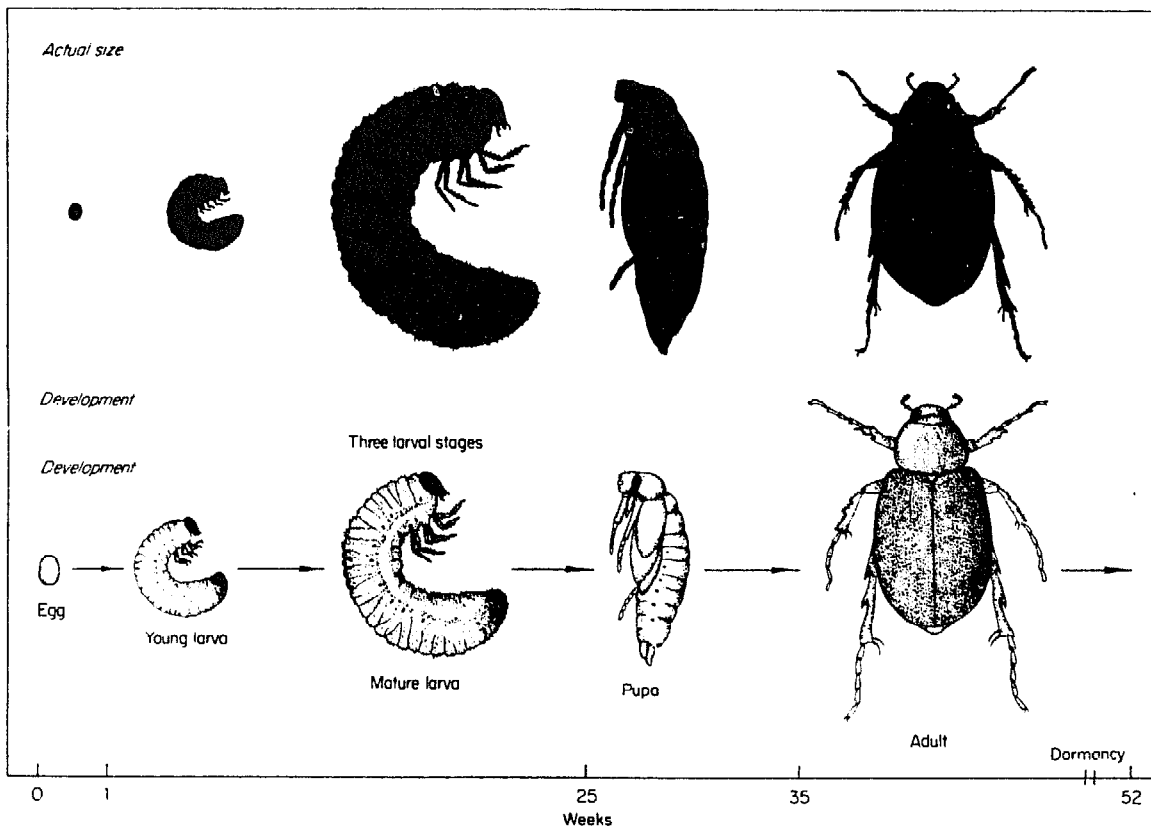 Actual size
Development
Three larval stages
Development
Egg
Young larva
Mature larva
Pupa
Adult
Dormancy
0 1 25 35 52
Weeks